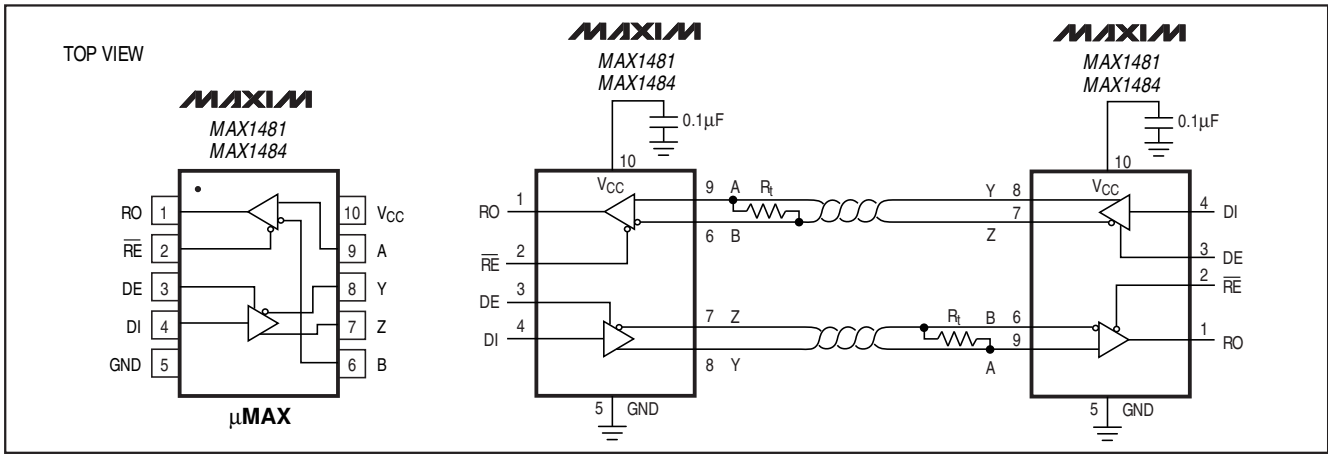 TOP VIEW
MAXIM
MAX1481
MAX1484
RO 1
RE 2
DE 3
DI 4
GND 5
10 VCC
9 A
8 Y
7 Z
6 B
µMAX
MAXIM
MAX1481
MAX1484
0.1µF
10
VCC
RO 1
RE 2
DE 3
DI 4
9 A Rt
6 B
7 Z
8 Y
5 GND
MAXIM
MAX1481
MAX1484
0.1µF
10
VCC
Y 8
7
Z
4 DI
3 DE
2 RE
1 RO
Rt B 6
9
A
5 GND